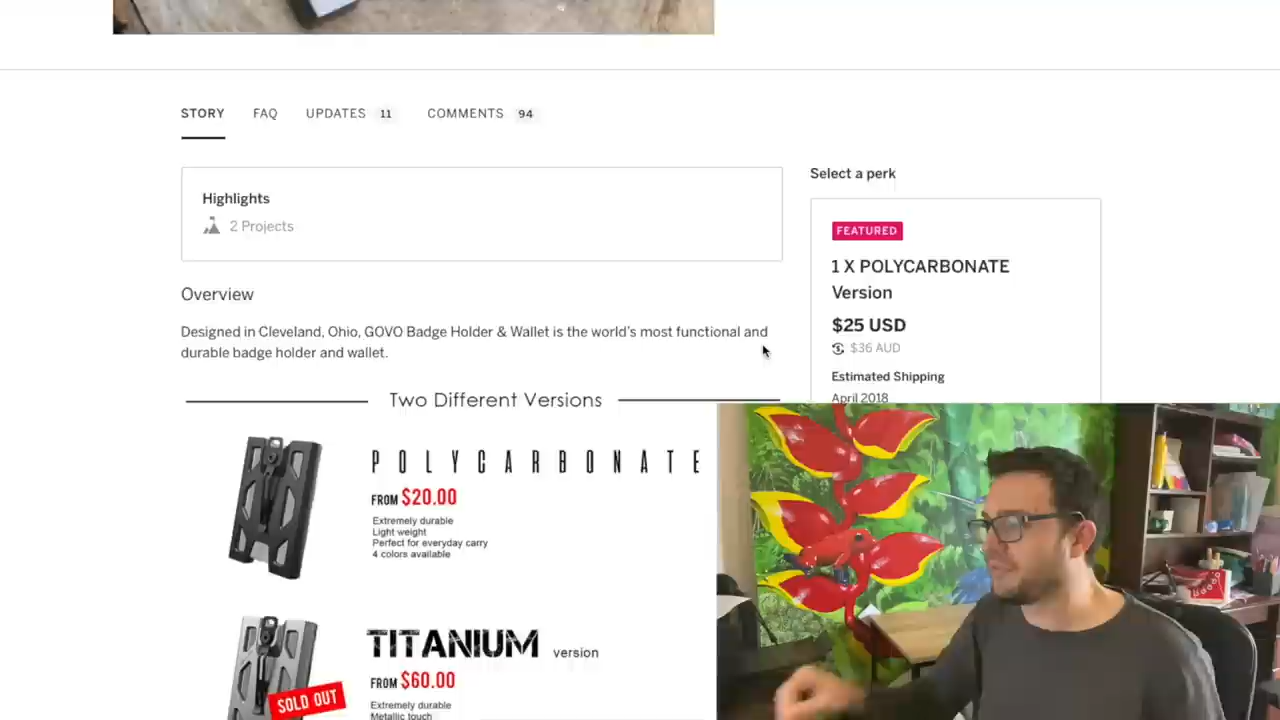 STORY FAQ UPDATES 11 COMMENTS 94
Highlights
2 Projects
Overview
Designed in Cleveland, Ohio, GOVO Badge Holder & Wallet is the world's most functional and
durable badge holder and wallet.
Two Different Versions
POLYCARBONATE
FROM $20.00
Extremely durable
Light weight
Perfect for everyday carry
4 colors available
TITANIUM version
FROM $60.00
SOLD OUT
Extremely durable
Metallic touch
Select a perk
FEATURED
1 X POLYCARBONATE
Version
$25 USD
$36 AUD
Estimated Shipping
April 2018